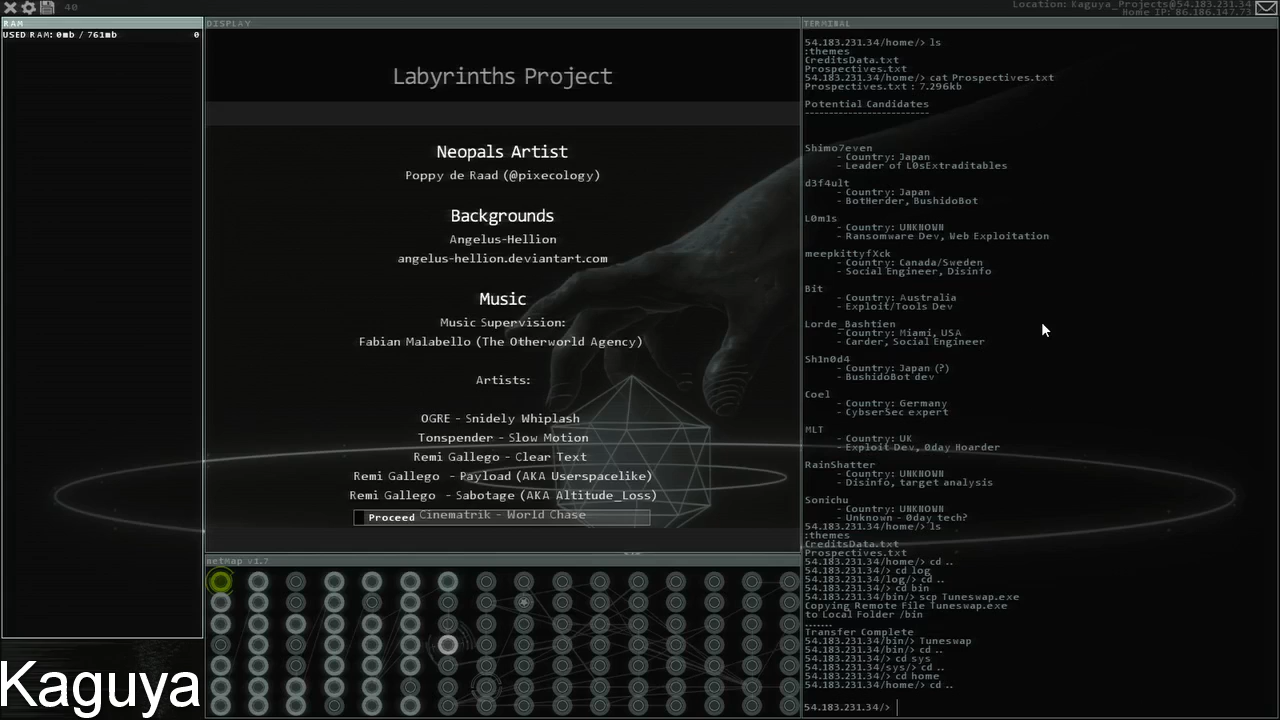 40
Location: Kaguya_Projects@54.183.231.34
Home IP: 86.186.147.73
RAM
USED RAM: 0mb / 761mb
0
DISPLAY
Labyrinths Project
Neopals Artist
Poppy de Raad (@pixecology)
Backgrounds
Angelus-Hellion
angelus-hellion.deviantart.com
Music
Music Supervision:
Fabian Malabello (The Otherworld Agency)
Artists:
OGRE - Snidely Whiplash
Tonspender - Slow Motion
Remi Gallego - Clear Text
Remi Gallego  - Payload (AKA Userspacelike)
Remi Gallego  - Sabotage (AKA Altitude_Loss)
Cinematrik - World Chase
Proceed
netMap v1.7
Kaguya
TERMINAL
54.183.231.34/home/> ls
:themes
CreditsData.txt
Prospectives.txt
54.183.231.34/home/> cat Prospectives.txt
Prospectives.txt : 7.296kb
Potential Candidates
-------------------------
Shimo7even
- Country: Japan
- Leader of L0sExtraditables
d3f4ult
- Country: Japan
- BotHerder, BushidoBot
L0m1s
- Country: UNKNOWN
- Ransomware Dev, Web Exploitation
meepkittyfXck
- Country: Canada/Sweden
- Social Engineer, Disinfo
Bit
- Country: Australia
- Exploit/Tools Dev
Lorde_Bashtien
- Country: Miami, USA
- Carder, Social Engineer
Sh1n0d4
- Country: Japan (?)
- BushidoBot dev
Coel
- Country: Germany
- CybserSec expert
MLT
- Country: UK
- Exploit Dev, 0day Hoarder
RainShatter
- Country: UNKNOWN
- Disinfo, target analysis
Sonichu
- Country: UNKNOWN
- Unknown - 0day tech?
54.183.231.34/home/> ls
:themes
CreditsData.txt
Prospectives.txt
54.183.231.34/home/> cd ..
54.183.231.34/> cd log
54.183.231.34/log/> cd ..
54.183.231.34/> cd bin
54.183.231.34/bin/> scp Tuneswap.exe
Copying Remote File Tuneswap.exe
to Local Folder /bin
.......
Transfer Complete
54.183.231.34/bin/> Tuneswap
54.183.231.34/bin/> cd ..
54.183.231.34/> cd sys
54.183.231.34/sys/> cd ..
54.183.231.34/> cd home
54.183.231.34/home/> cd ..
54.183.231.34/>